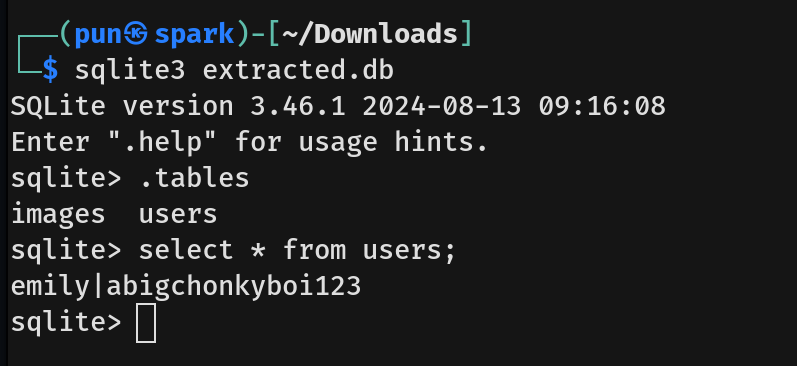 ┌──(pun㉿spark)-[~/Downloads]
└─$ sqlite3 extracted.db
SQLite version 3.46.1 2024-08-13 09:16:08
Enter ".help" for usage hints.
sqlite> .tables
images  users
sqlite> select * from users;
emily|abigchonkyboi123
sqlite>